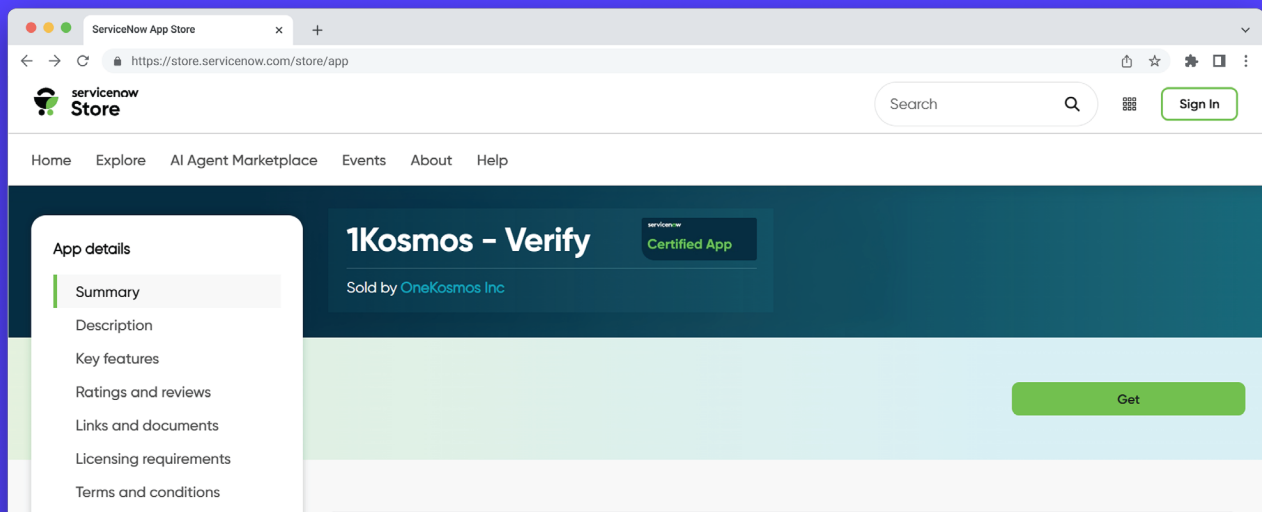 ServiceNow App Store
https://store.servicenow.com/store/app
servicenow
Store
Search
Sign In
Home Explore AI Agent Marketplace Events About Help
App details
Summary
Description
Key features
Ratings and reviews
Links and documents
Licensing requirements
Terms and conditions
1Kosmos - Verify
servicenow
Certified App
Sold by OneKosmos Inc
Get